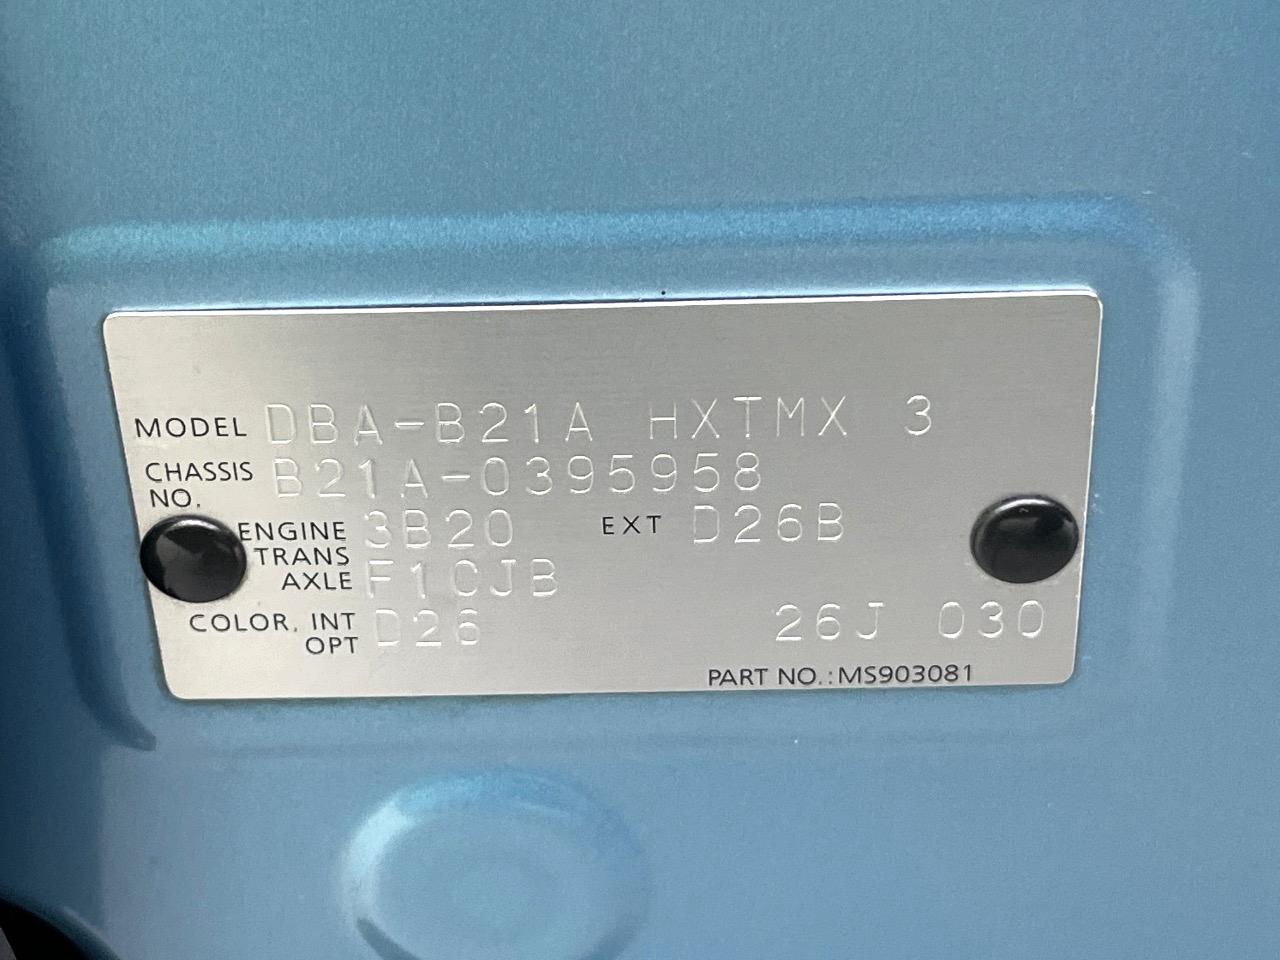 MODEL DBA-B21A HXTMX 3
CHASSIS NO. B21A-0395958
ENGINE 3B20 EXT D26B
TRANS AXLE F1CJB
COLOR, INT OPT D26 26J 030
PART NO.:MS903081